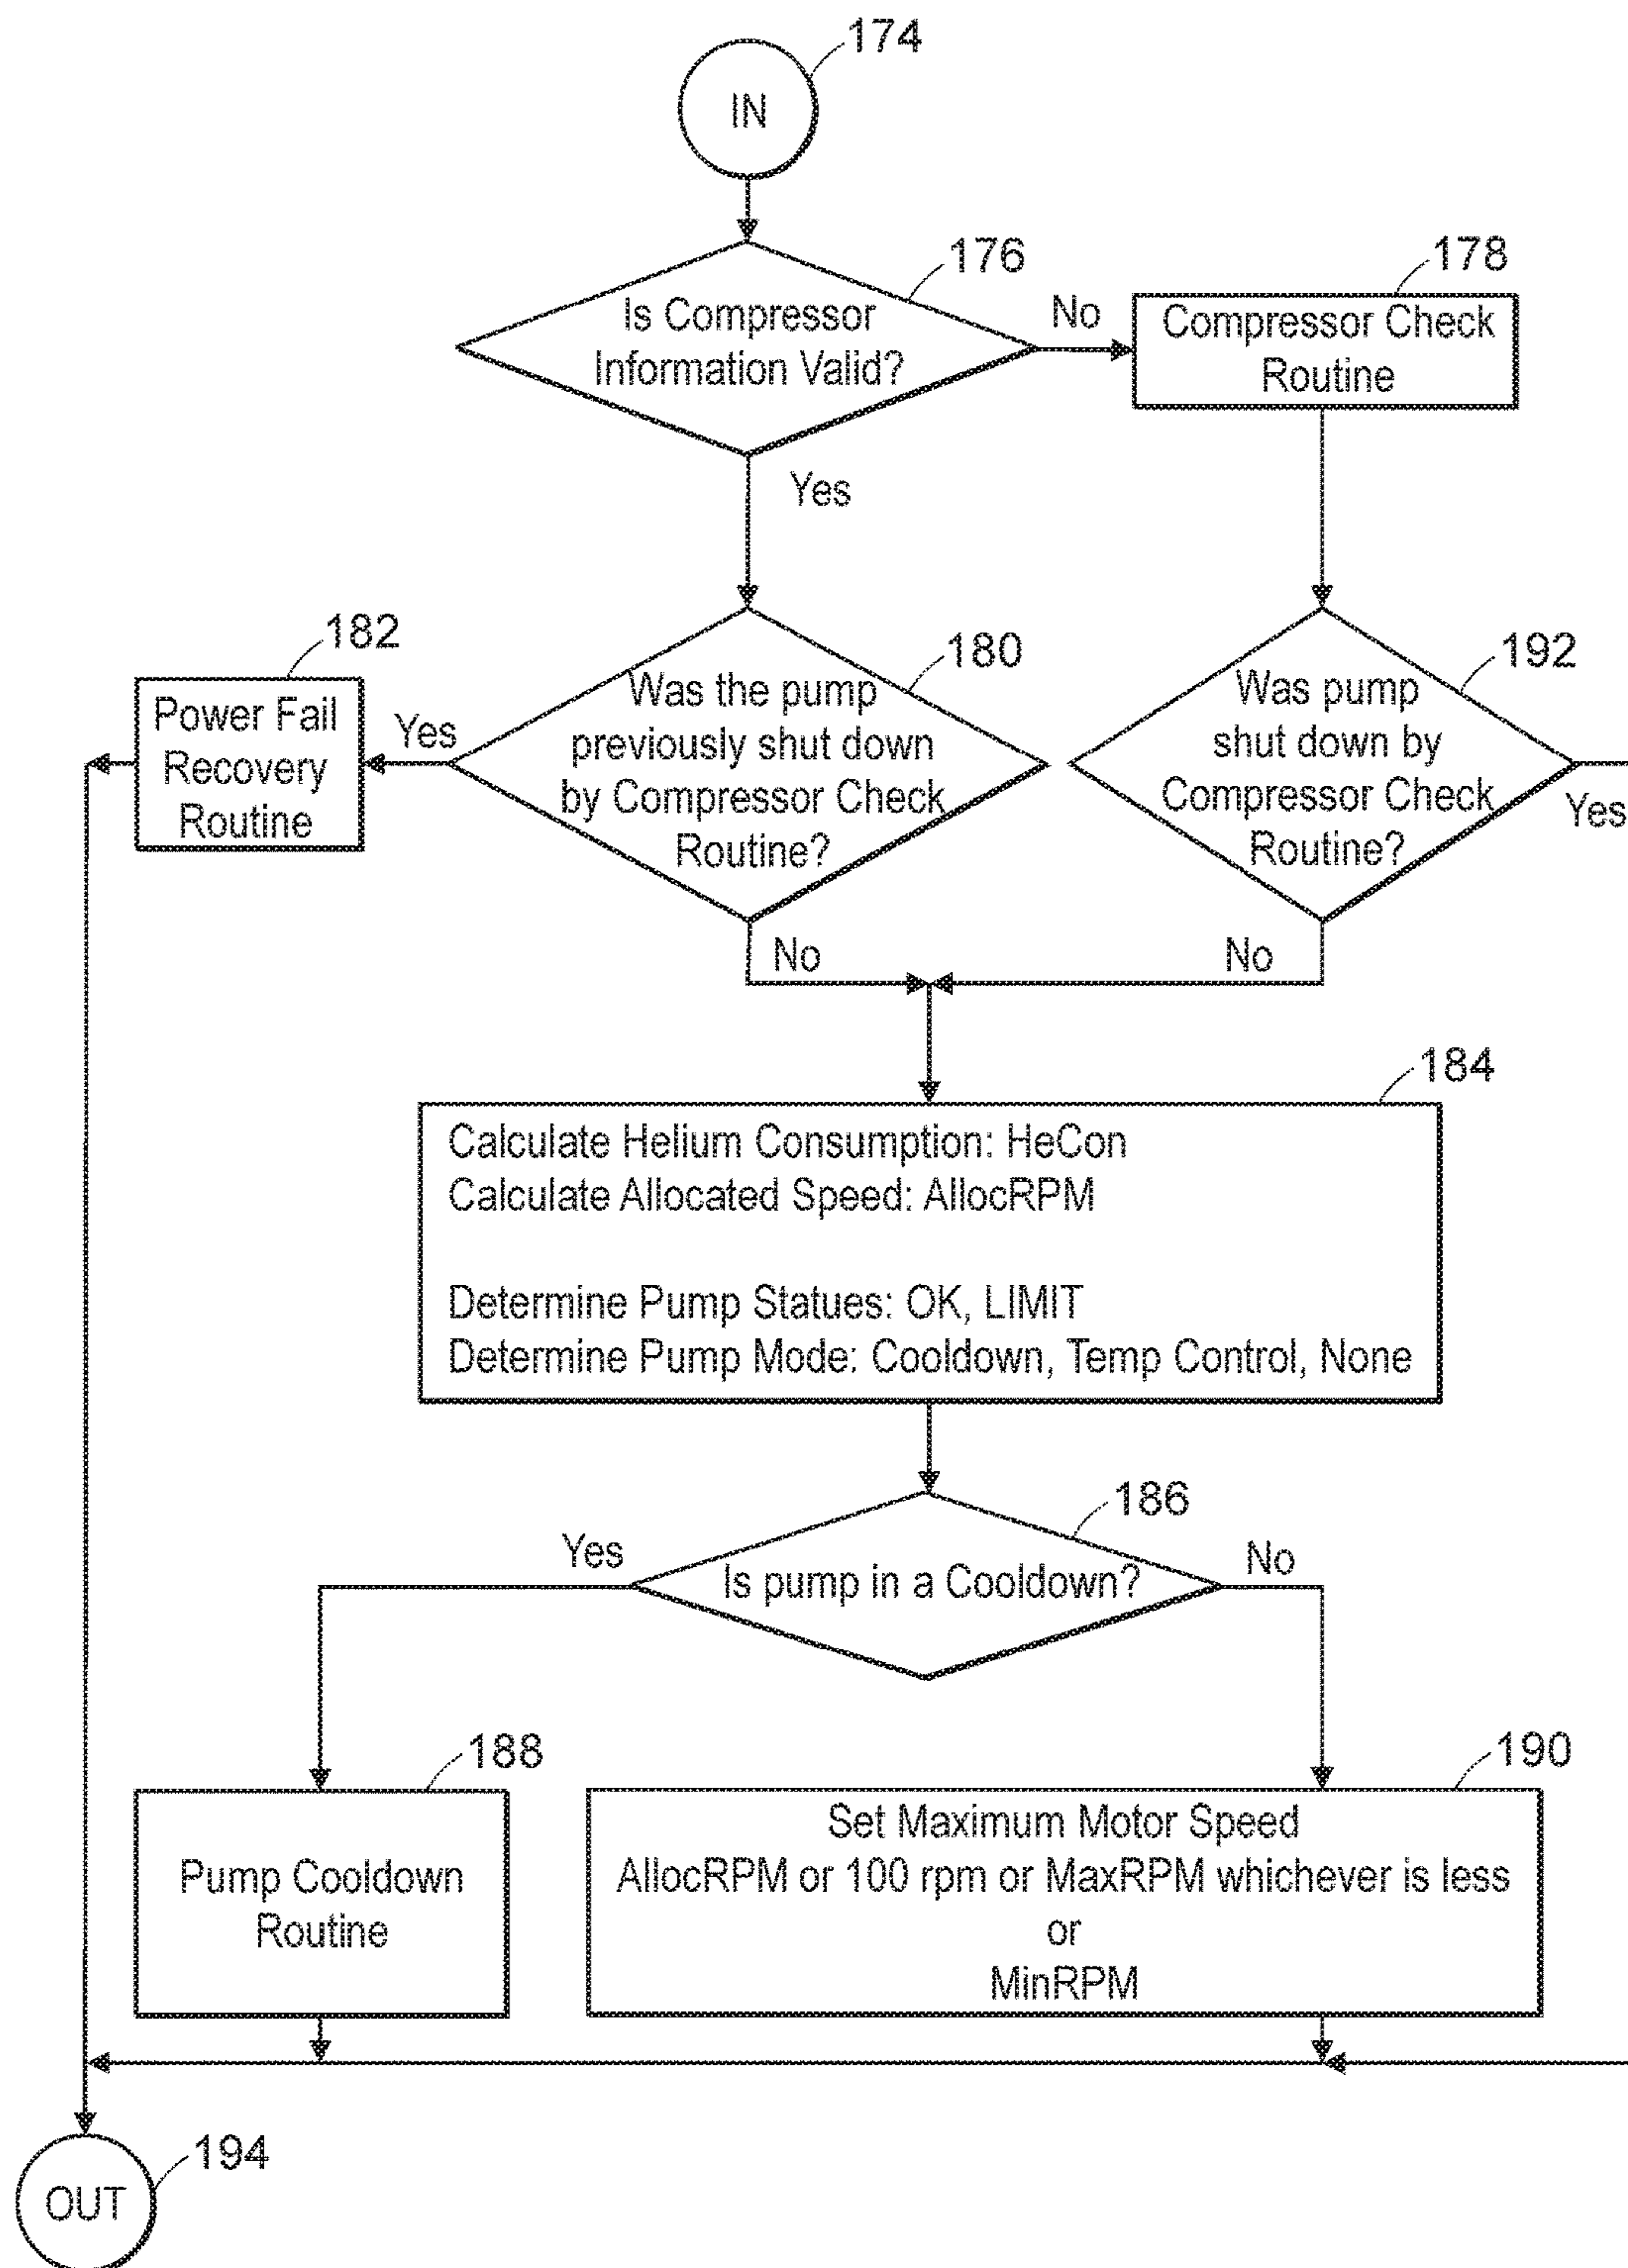 174
IN
176
178
Is Compressor
Information Valid?
No
Compressor Check
Routine
Yes
182
180
192
Power Fail
Recovery
Routine
Yes
Was the pump
previously shut down
by Compressor Check
Routine?
Was pump
shut down by
Compressor Check
Routine?
Yes
No
No
184
Calculate Helium Consumption: HeCon
Calculate Allocated Speed: AllocRPM
Determine Pump Statues: OK, LIMIT
Determine Pump Mode: Cooldown, Temp Control, None
186
Yes
Is pump in a Cooldown?
No
188
190
Pump Cooldown
Routine
Set Maximum Motor Speed
AllocRPM or 100 rpm or MaxRPM whichever is less
or
MinRPM
194
OUT